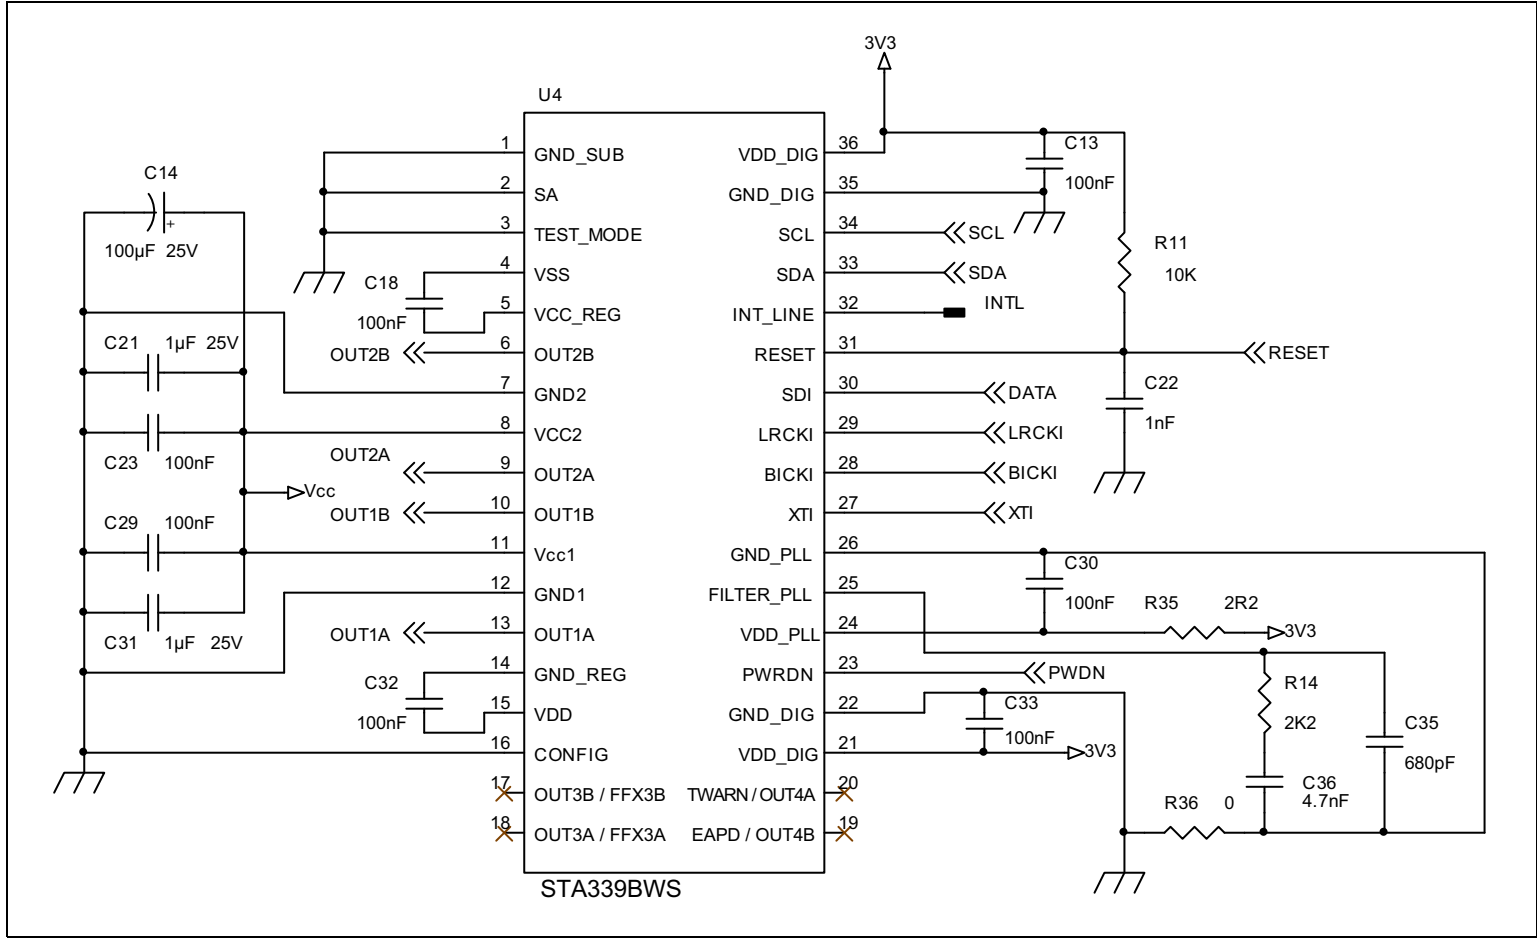 3V3
U4
1 GND_SUB VDD_DIG 36
C13
100nF
C14
+
100µF 25V
2 SA GND_DIG 35
3 TEST_MODE SCL 34 SCL
R11
10K
4 VSS SDA 33 SDA
C18
100nF
5 VCC_REG INT_LINE 32 INTL
C21 1µF 25V
OUT2B 6 OUT2B RESET 31 RESET
C22
1nF
7 GND2 SDI 30 DATA
8 VCC2 LRCKI 29 LRCKI
C23 100nF
OUT2A 9 OUT2A BICKI 28 BICKI
Vcc
C29 100nF
OUT1B 10 OUT1B XTI 27 XTI
11 Vcc1 GND_PLL 26
C30
100nF
12 GND1 FILTER_PLL 25
R35 2R2
3V3
C31 1µF 25V
OUT1A 13 OUT1A VDD_PLL 24
14 GND_REG PWRDN 23 PWDN
C32
100nF
R14
2K2
15 VDD GND_DIG 22
C33
100nF
C35
680pF
16 CONFIG VDD_DIG 21 3V3
17 OUT3B / FFX3B TWARN / OUT4A 20
C36
4.7nF
R36 0
18 OUT3A / FFX3A EAPD / OUT4B 19
STA339BWS